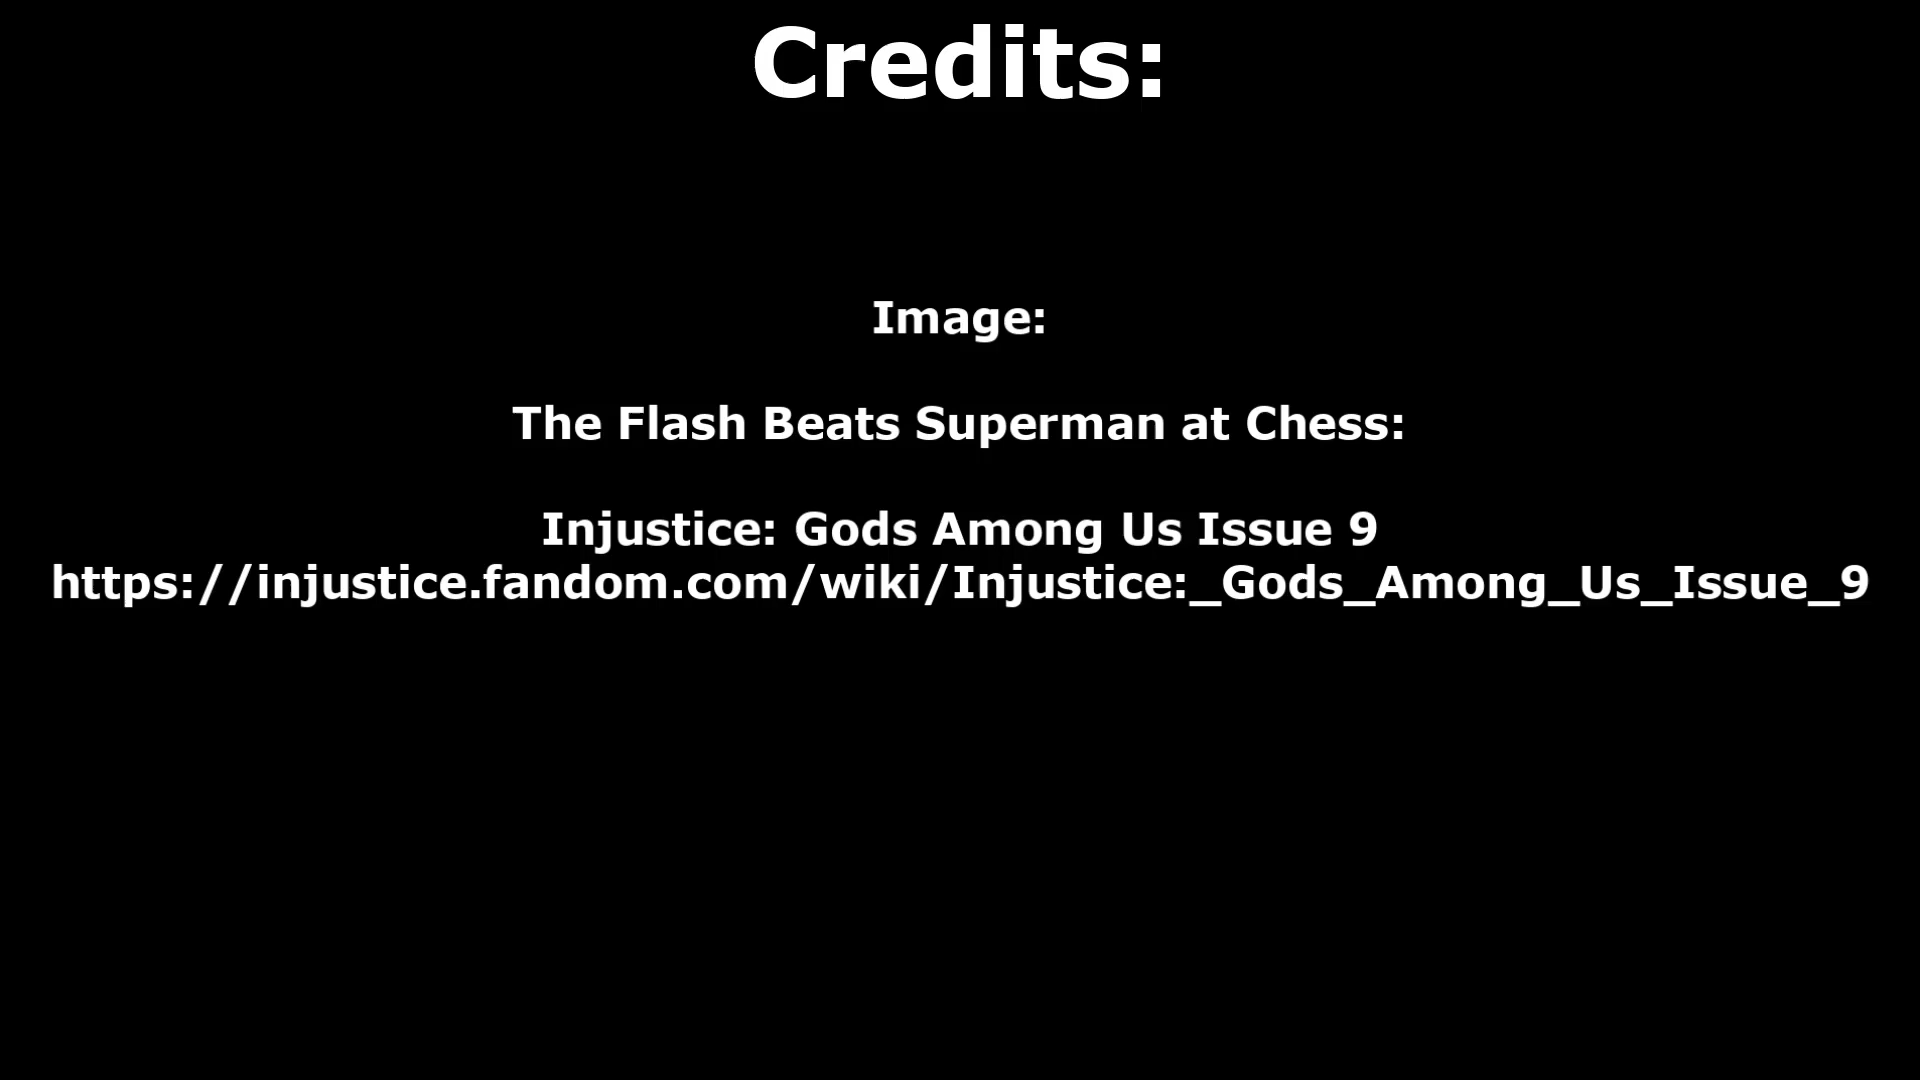 Credits:
Image:
The Flash Beats Superman at Chess:
Injustice: Gods Among Us Issue 9
https://injustice.fandom.com/wiki/Injustice:_Gods_Among_Us_Issue_9